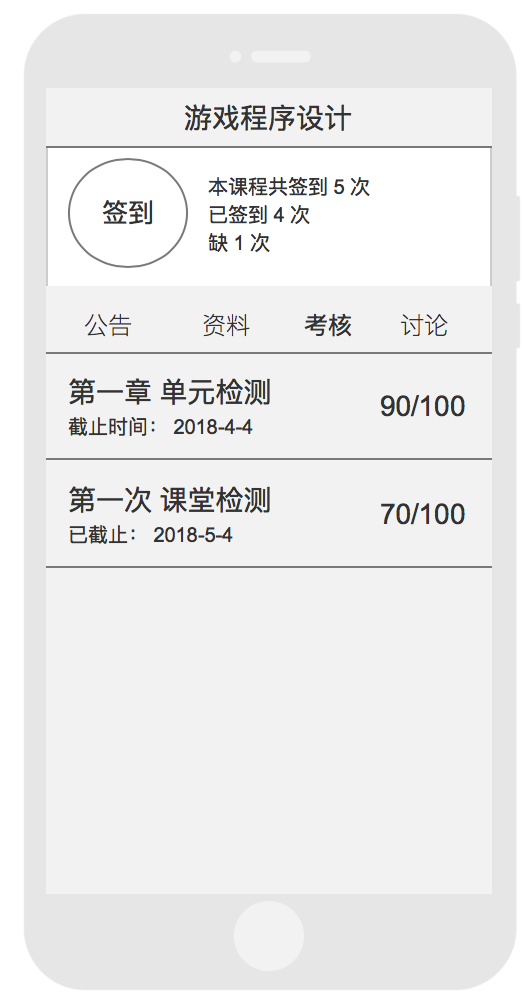 游戏程序设计
签到
本课程共签到 5 次
已签到 4 次
缺 1 次
公告 资料 考核 讨论
第一章 单元检测
90/100
截止时间： 2018-4-4
第一次 课堂检测
70/100
已截止： 2018-5-4